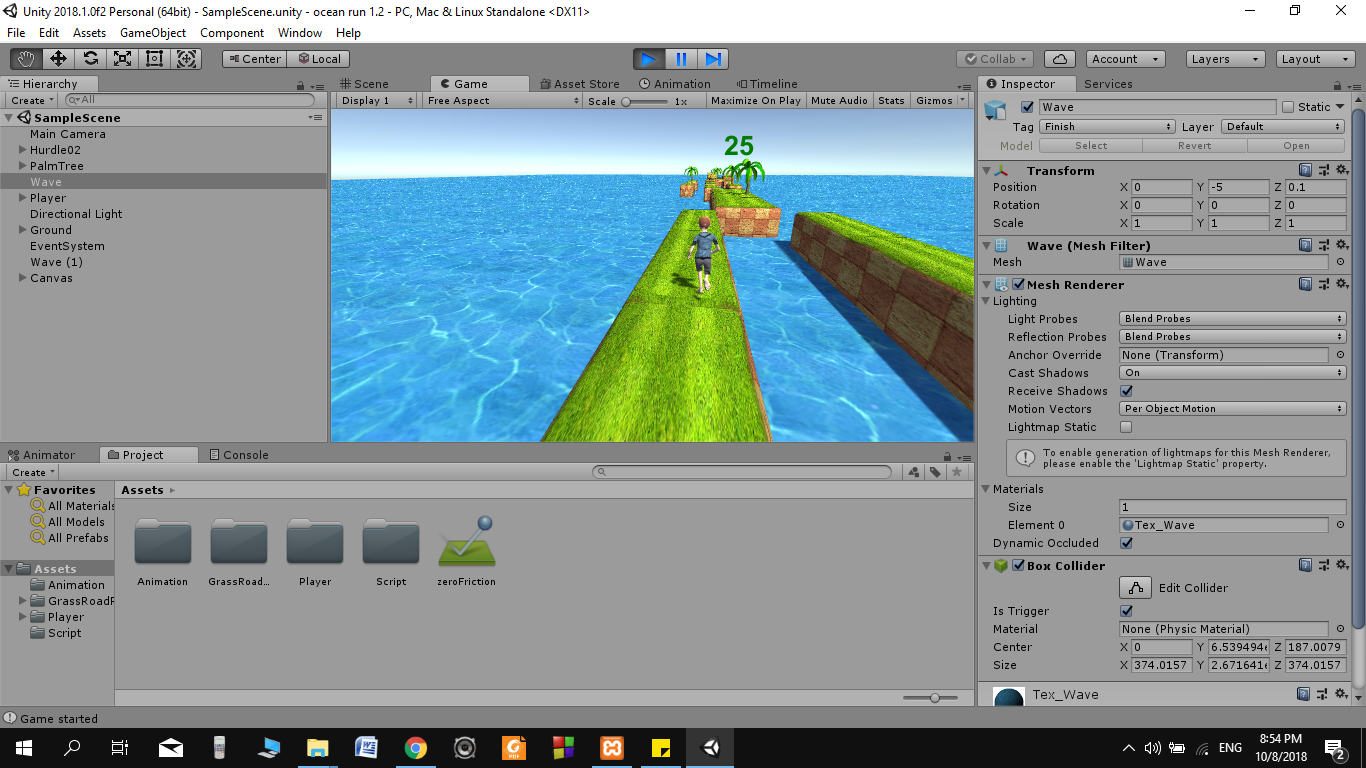 Unity 2018.1.0f2 Personal (64bit) - SampleScene.unity - ocean run 1.2 - PC, Mac & Linux Standalone <DX11>
File Edit Assets GameObject Component Window Help
Center Local Collab Account Layers Layout
Hierarchy
Create All
SampleScene
Main Camera
Hurdle02
PalmTree
Wave
Player
Directional Light
Ground
EventSystem
Wave (1)
Canvas
Scene Game Asset Store Animation Timeline
Display 1 Free Aspect Scale 1x Maximize On Play Mute Audio Stats Gizmos
25
Inspector Services
Wave Static
Tag Finish Layer Default
Model Select Revert Open
Transform
Position X 0 Y -5 Z 0.1
Rotation X 0 Y 0 Z 0
Scale X 1 Y 1 Z 1
Wave (Mesh Filter)
Mesh Wave
Mesh Renderer
Lighting
Light Probes Blend Probes
Reflection Probes Blend Probes
Anchor Override None (Transform)
Cast Shadows On
Receive Shadows
Motion Vectors Per Object Motion
Lightmap Static
To enable generation of lightmaps for this Mesh Renderer,
please enable the 'Lightmap Static' property.
Materials
Size 1
Element 0 Tex_Wave
Dynamic Occluded
Box Collider
Edit Collider
Is Trigger
Material None (Physic Material)
Center X 0 Y 6.539494e Z 187.0079
Size X 374.0157 Y 2.671641e Z 374.0157
Tex_Wave
Animator Project Console
Create
Favorites
All Materials
All Models
All Prefabs
Assets
Animation
GrassRoadR
Player
Script
Assets
Animation GrassRoad... Player Script zeroFriction
Game started
ENG
8:54 PM
10/8/2018
2